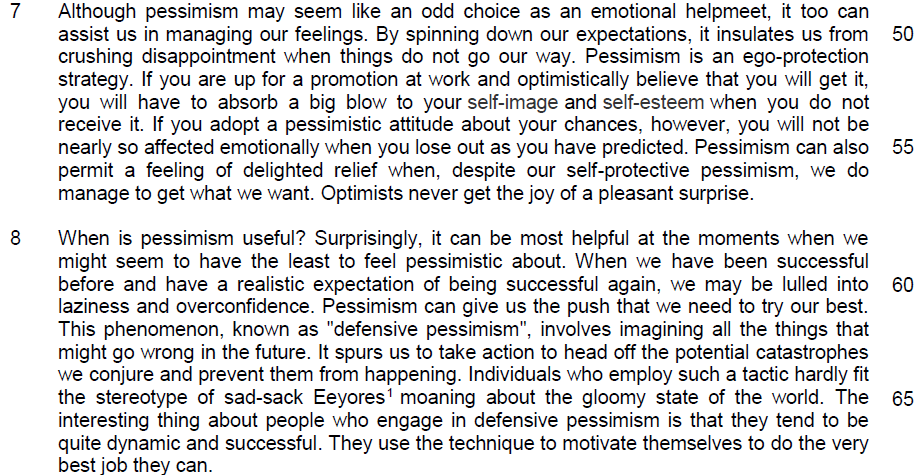 7 Although pessimism may seem like an odd choice as an emotional helpmeet, it too can
assist us in managing our feelings. By spinning down our expectations, it insulates us from 50
crushing disappointment when things do not go our way. Pessimism is an ego-protection
strategy. If you are up for a promotion at work and optimistically believe that you will get it,
you will have to absorb a big blow to your self-image and self-esteem when you do not
receive it. If you adopt a pessimistic attitude about your chances, however, you will not be
nearly so affected emotionally when you lose out as you have predicted. Pessimism can also 55
permit a feeling of delighted relief when, despite our self-protective pessimism, we do
manage to get what we want. Optimists never get the joy of a pleasant surprise.
8 When is pessimism useful? Surprisingly, it can be most helpful at the moments when we
might seem to have the least to feel pessimistic about. When we have been successful
before and have a realistic expectation of being successful again, we may be lulled into 60
laziness and overconfidence. Pessimism can give us the push that we need to try our best.
This phenomenon, known as "defensive pessimism", involves imagining all the things that
might go wrong in the future. It spurs us to take action to head off the potential catastrophes
we conjure and prevent them from happening. Individuals who employ such a tactic hardly fit
the stereotype of sad-sack Eeyores¹ moaning about the gloomy state of the world. The 65
interesting thing about people who engage in defensive pessimism is that they tend to be
quite dynamic and successful. They use the technique to motivate themselves to do the very
best job they can.